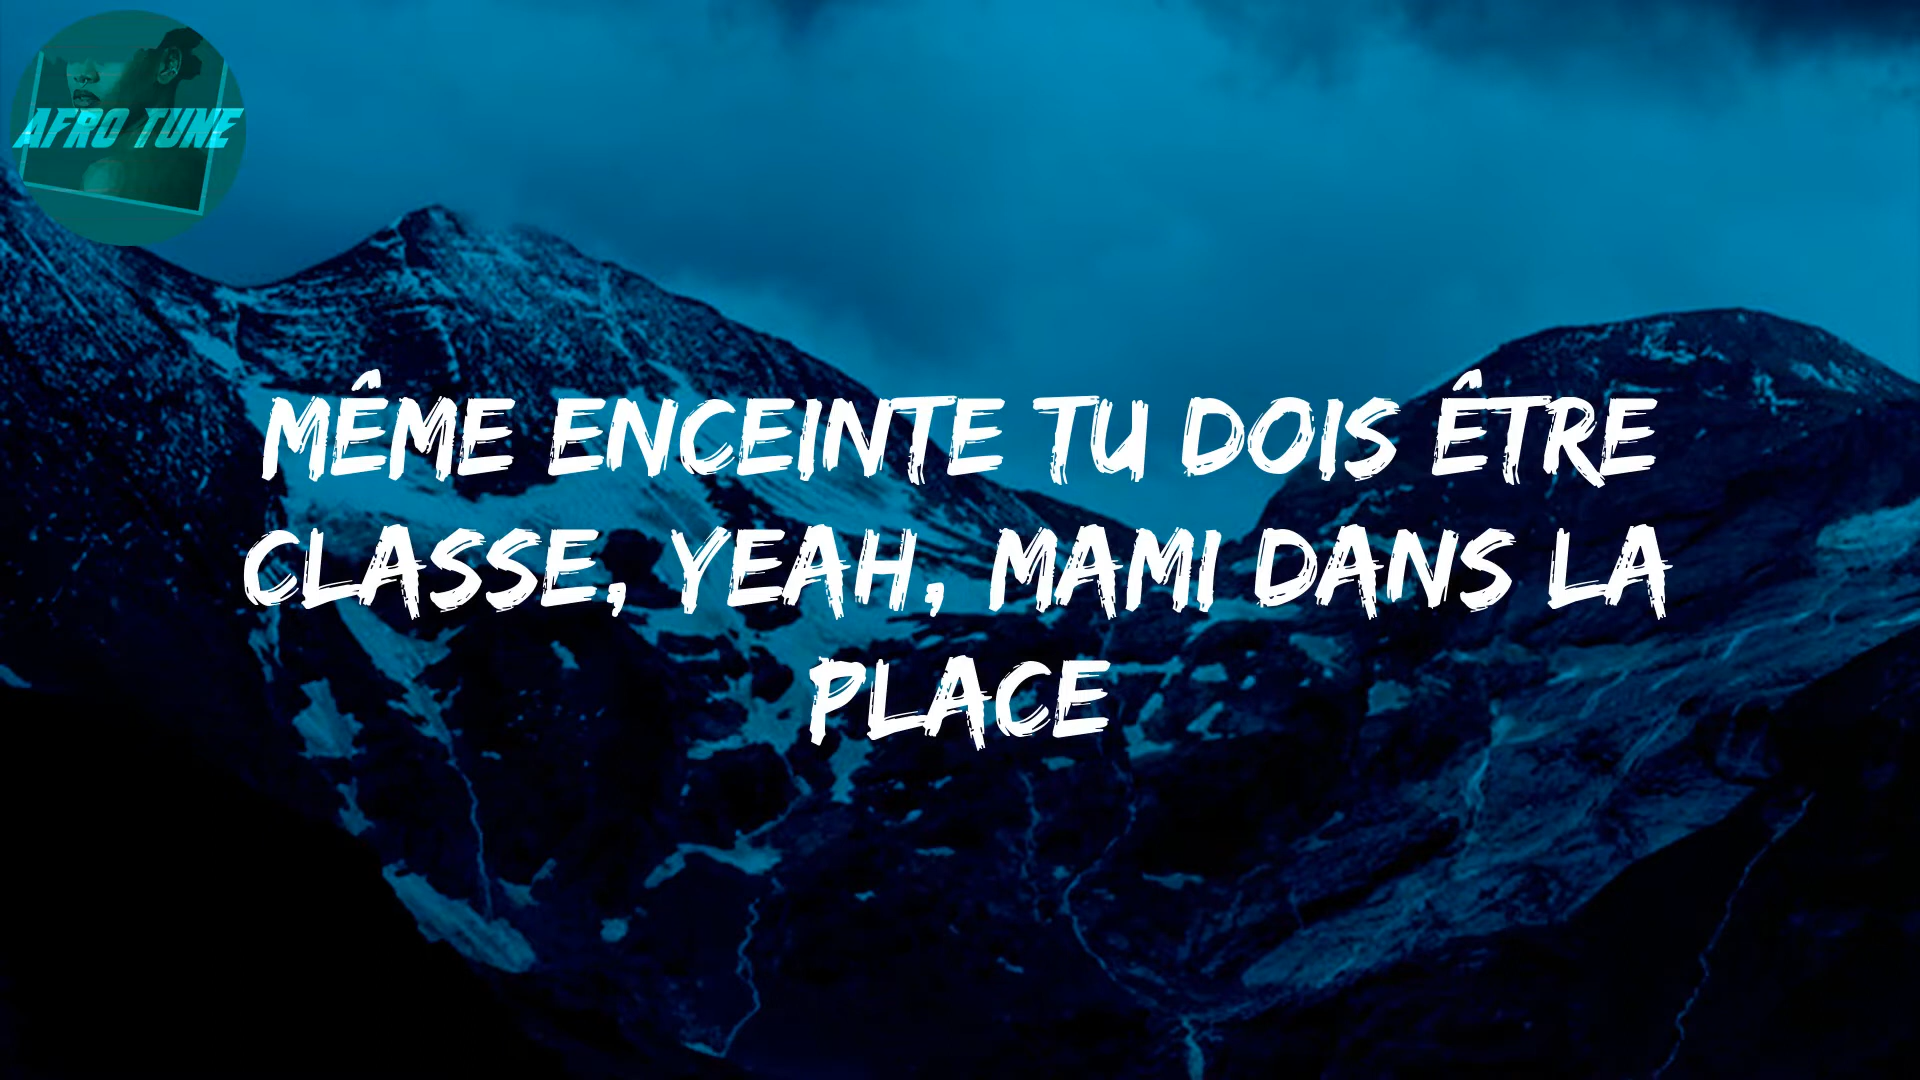 AFRO TUNE
MÊME ENCEINTE TU DOIS ÊTRE
CLASSE, YEAH, MAMI DANS LA
PLACE